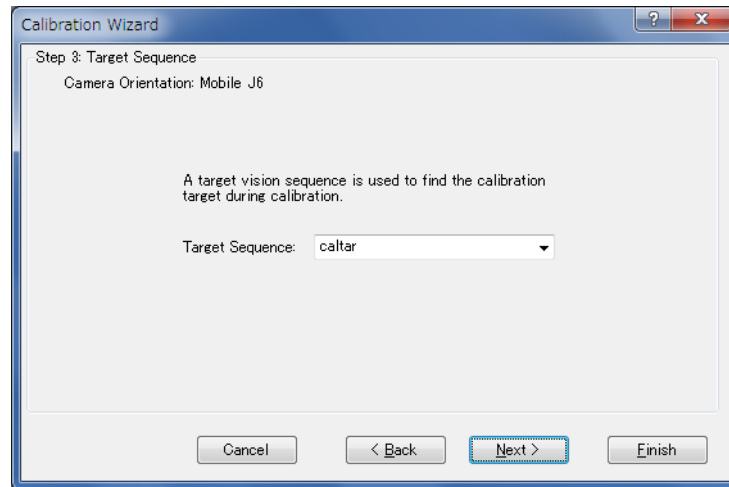 Calibration Wizard
?
X
Step 3: Target Sequence
Camera Orientation: Mobile J6
A target vision sequence is used to find the calibration
target during calibration.
Target Sequence: caltar
Cancel < Back Next > Finish